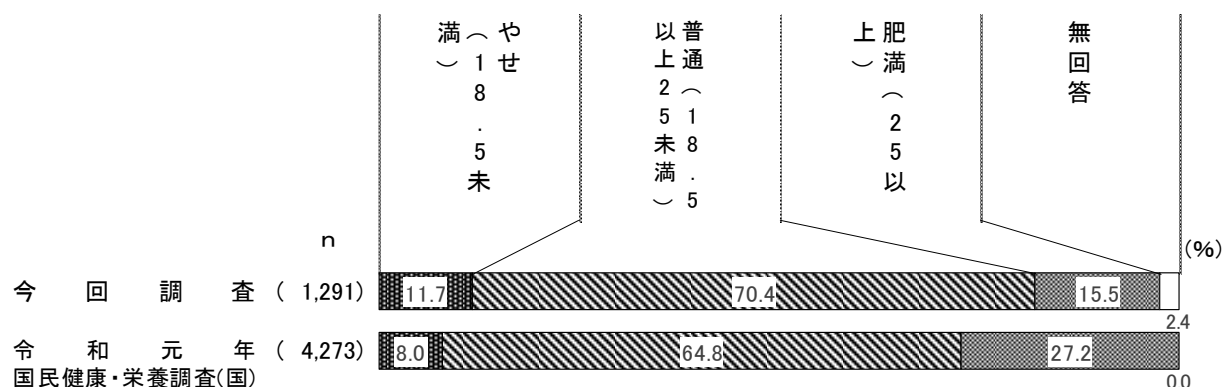 やせ（18.5未満）
普通（18.5以上25未満）
肥満（25以上）
無回答
n
(%)
今回調査 ( 1,291)
11.7
70.4
15.5
2.4
令和元年 ( 4,273)
国民健康・栄養調査(国)
8.0
64.8
27.2
0.0